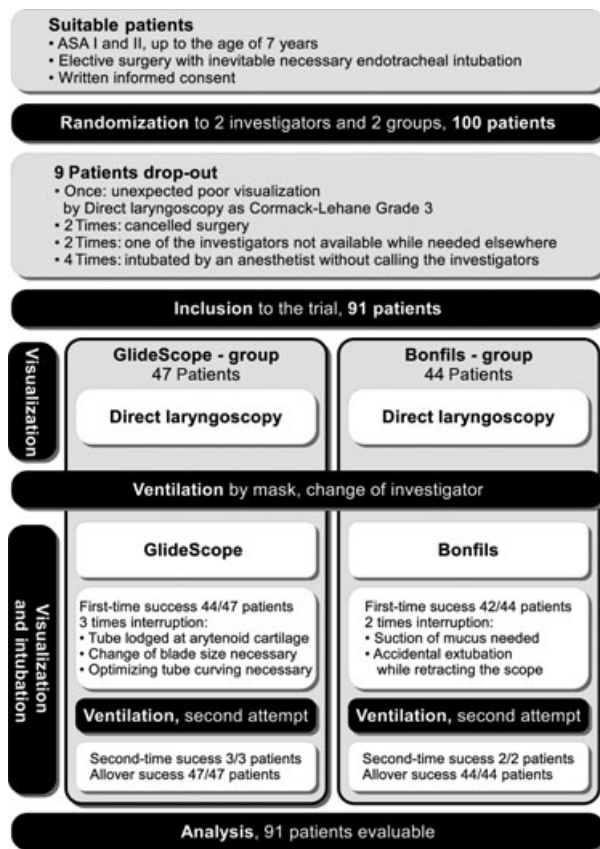 Suitable patients
• ASA I and II, up to the age of 7 years
• Elective surgery with inevitable necessary endotracheal intubation
• Written informed consent
Randomization to 2 investigators and 2 groups, 100 patients
9 Patients drop-out
• Once: unexpected poor visualization
by Direct laryngoscopy as Cormack-Lehane Grade 3
• 2 Times: cancelled surgery
• 2 Times: one of the investigators not available while needed elsewhere
• 4 Times: intubated by an anesthetist without calling the investigators
Inclusion to the trial, 91 patients
Visualization
GlideScope - group
47 Patients
Direct laryngoscopy
Bonfils - group
44 Patients
Direct laryngoscopy
Ventilation by mask, change of investigator
Visualization
and intubation
GlideScope
First-time success 44/47 patients
3 times interruption:
• Tube lodged at arytenoid cartilage
• Change of blade size necessary
• Optimizing tube curving necessary
Ventilation, second attempt
Second-time sucess 3/3 patients
Allover sucess 47/47 patients
Bonfils
First-time success 42/44 patients
2 times interruption:
• Suction of mucus needed
• Accidental extubation
while retracting the scope
Ventilation, second attempt
Second-time sucess 2/2 patients
Allover sucess 44/44 patients
Analysis, 91 patients evaluable